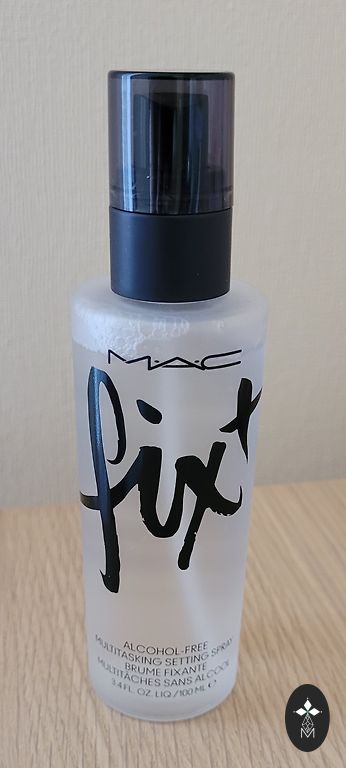 M·A·C
fix+
ALCOHOL-FREE
MULTITASKING SETTING SPRAY
BRUME FIXANTE
MULTITÂCHES SANS ALCOOL
3.4 FL. OZ. LIQ./100 ML ℮
M